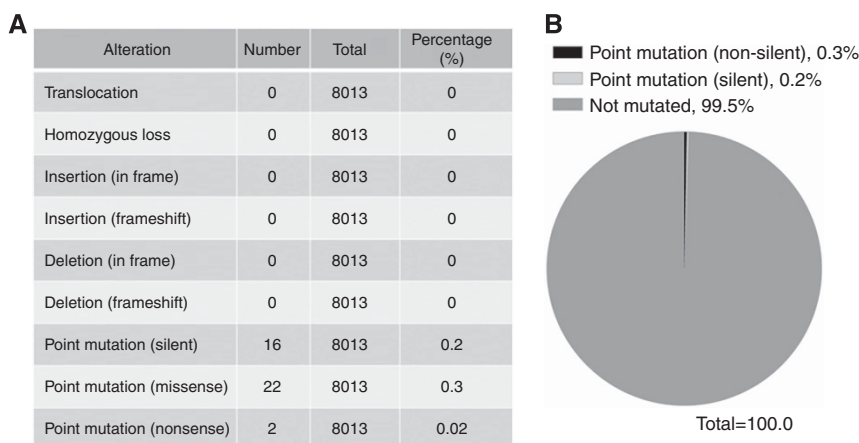 A
Alteration Number Total Percentage (%)
Translocation 0 8013 0
Homozygous loss 0 8013 0
Insertion (in frame) 0 8013 0
Insertion (frameshift) 0 8013 0
Deletion (in frame) 0 8013 0
Deletion (frameshift) 0 8013 0
Point mutation (silent) 16 8013 0.2
Point mutation (missense) 22 8013 0.3
Point mutation (nonsense) 2 8013 0.02
B
Point mutation (non-silent), 0.3%
Point mutation (silent), 0.2%
Not mutated, 99.5%
Total=100.0